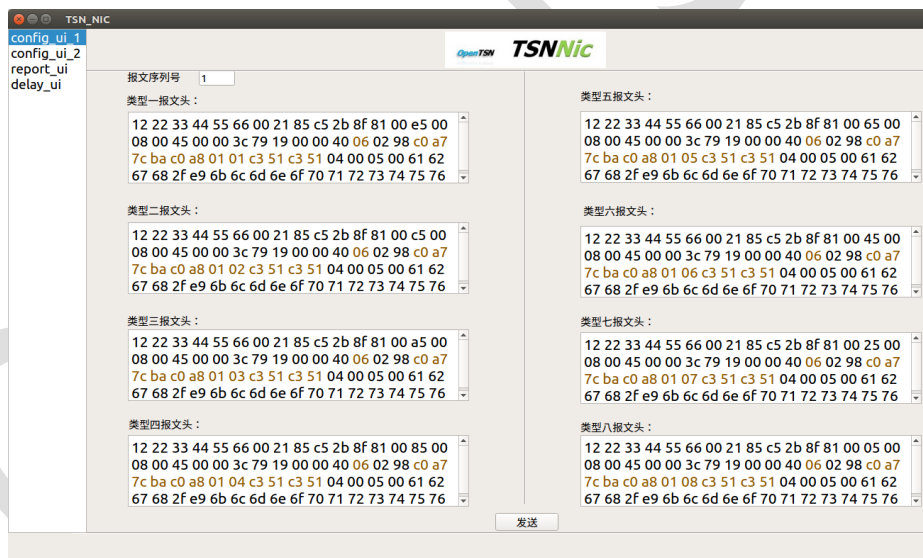 TSN_NIC
config_ui_1
config_ui_2
report_ui
delay_ui
OpenTSN TSNNic
报文序列号 1
类型一报文头：
12 22 33 44 55 66 00 21 85 c5 2b 8f 81 00 e5 00
08 00 45 00 00 3c 79 19 00 00 40 06 02 98 c0 a7
7c ba c0 a8 01 01 c3 51 c3 51 04 00 05 00 61 62
67 68 2f e9 6b 6c 6d 6e 6f 70 71 72 73 74 75 76
类型二报文头：
12 22 33 44 55 66 00 21 85 c5 2b 8f 81 00 c5 00
08 00 45 00 00 3c 79 19 00 00 40 06 02 98 c0 a7
7c ba c0 a8 01 02 c3 51 c3 51 04 00 05 00 61 62
67 68 2f e9 6b 6c 6d 6e 6f 70 71 72 73 74 75 76
类型三报文头：
12 22 33 44 55 66 00 21 85 c5 2b 8f 81 00 a5 00
08 00 45 00 00 3c 79 19 00 00 40 06 02 98 c0 a7
7c ba c0 a8 01 03 c3 51 c3 51 04 00 05 00 61 62
67 68 2f e9 6b 6c 6d 6e 6f 70 71 72 73 74 75 76
类型四报文头：
12 22 33 44 55 66 00 21 85 c5 2b 8f 81 00 85 00
08 00 45 00 00 3c 79 19 00 00 40 06 02 98 c0 a7
7c ba c0 a8 01 04 c3 51 c3 51 04 00 05 00 61 62
67 68 2f e9 6b 6c 6d 6e 6f 70 71 72 73 74 75 76
类型五报文头：
12 22 33 44 55 66 00 21 85 c5 2b 8f 81 00 65 00
08 00 45 00 00 3c 79 19 00 00 40 06 02 98 c0 a7
7c ba c0 a8 01 05 c3 51 c3 51 04 00 05 00 61 62
67 68 2f e9 6b 6c 6d 6e 6f 70 71 72 73 74 75 76
类型六报文头：
12 22 33 44 55 66 00 21 85 c5 2b 8f 81 00 45 00
08 00 45 00 00 3c 79 19 00 00 40 06 02 98 c0 a7
7c ba c0 a8 01 06 c3 51 c3 51 04 00 05 00 61 62
67 68 2f e9 6b 6c 6d 6e 6f 70 71 72 73 74 75 76
类型七报文头：
12 22 33 44 55 66 00 21 85 c5 2b 8f 81 00 25 00
08 00 45 00 00 3c 79 19 00 00 40 06 02 98 c0 a7
7c ba c0 a8 01 07 c3 51 c3 51 04 00 05 00 61 62
67 68 2f e9 6b 6c 6d 6e 6f 70 71 72 73 74 75 76
类型八报文头：
12 22 33 44 55 66 00 21 85 c5 2b 8f 81 00 05 00
08 00 45 00 00 3c 79 19 00 00 40 06 02 98 c0 a7
7c ba c0 a8 01 08 c3 51 c3 51 04 00 05 00 61 62
67 68 2f e9 6b 6c 6d 6e 6f 70 71 72 73 74 75 76
发送